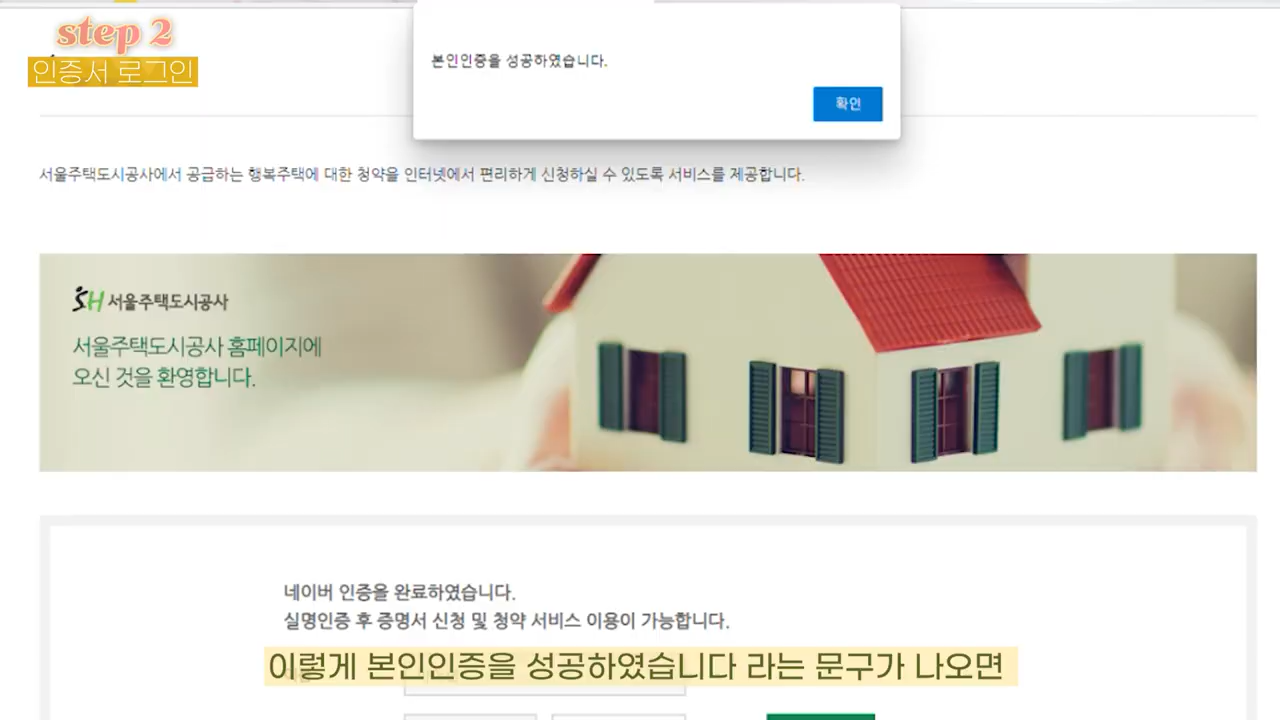 step 2
인증서 로그인
본인인증을 성공하였습니다.
확인
서울주택도시공사에서 공급하는 행복주택에 대한 청약을 인터넷에서 편리하게 신청하실 수 있도록 서비스를 제공합니다.
SH 서울주택도시공사
서울주택도시공사 홈페이지에
오신 것을 환영합니다.
네이버 인증을 완료하였습니다.
실명인증 후 증명서 신청 및 청약 서비스 이용이 가능합니다.
이렇게 본인인증을 성공하였습니다 라는 문구가 나오면